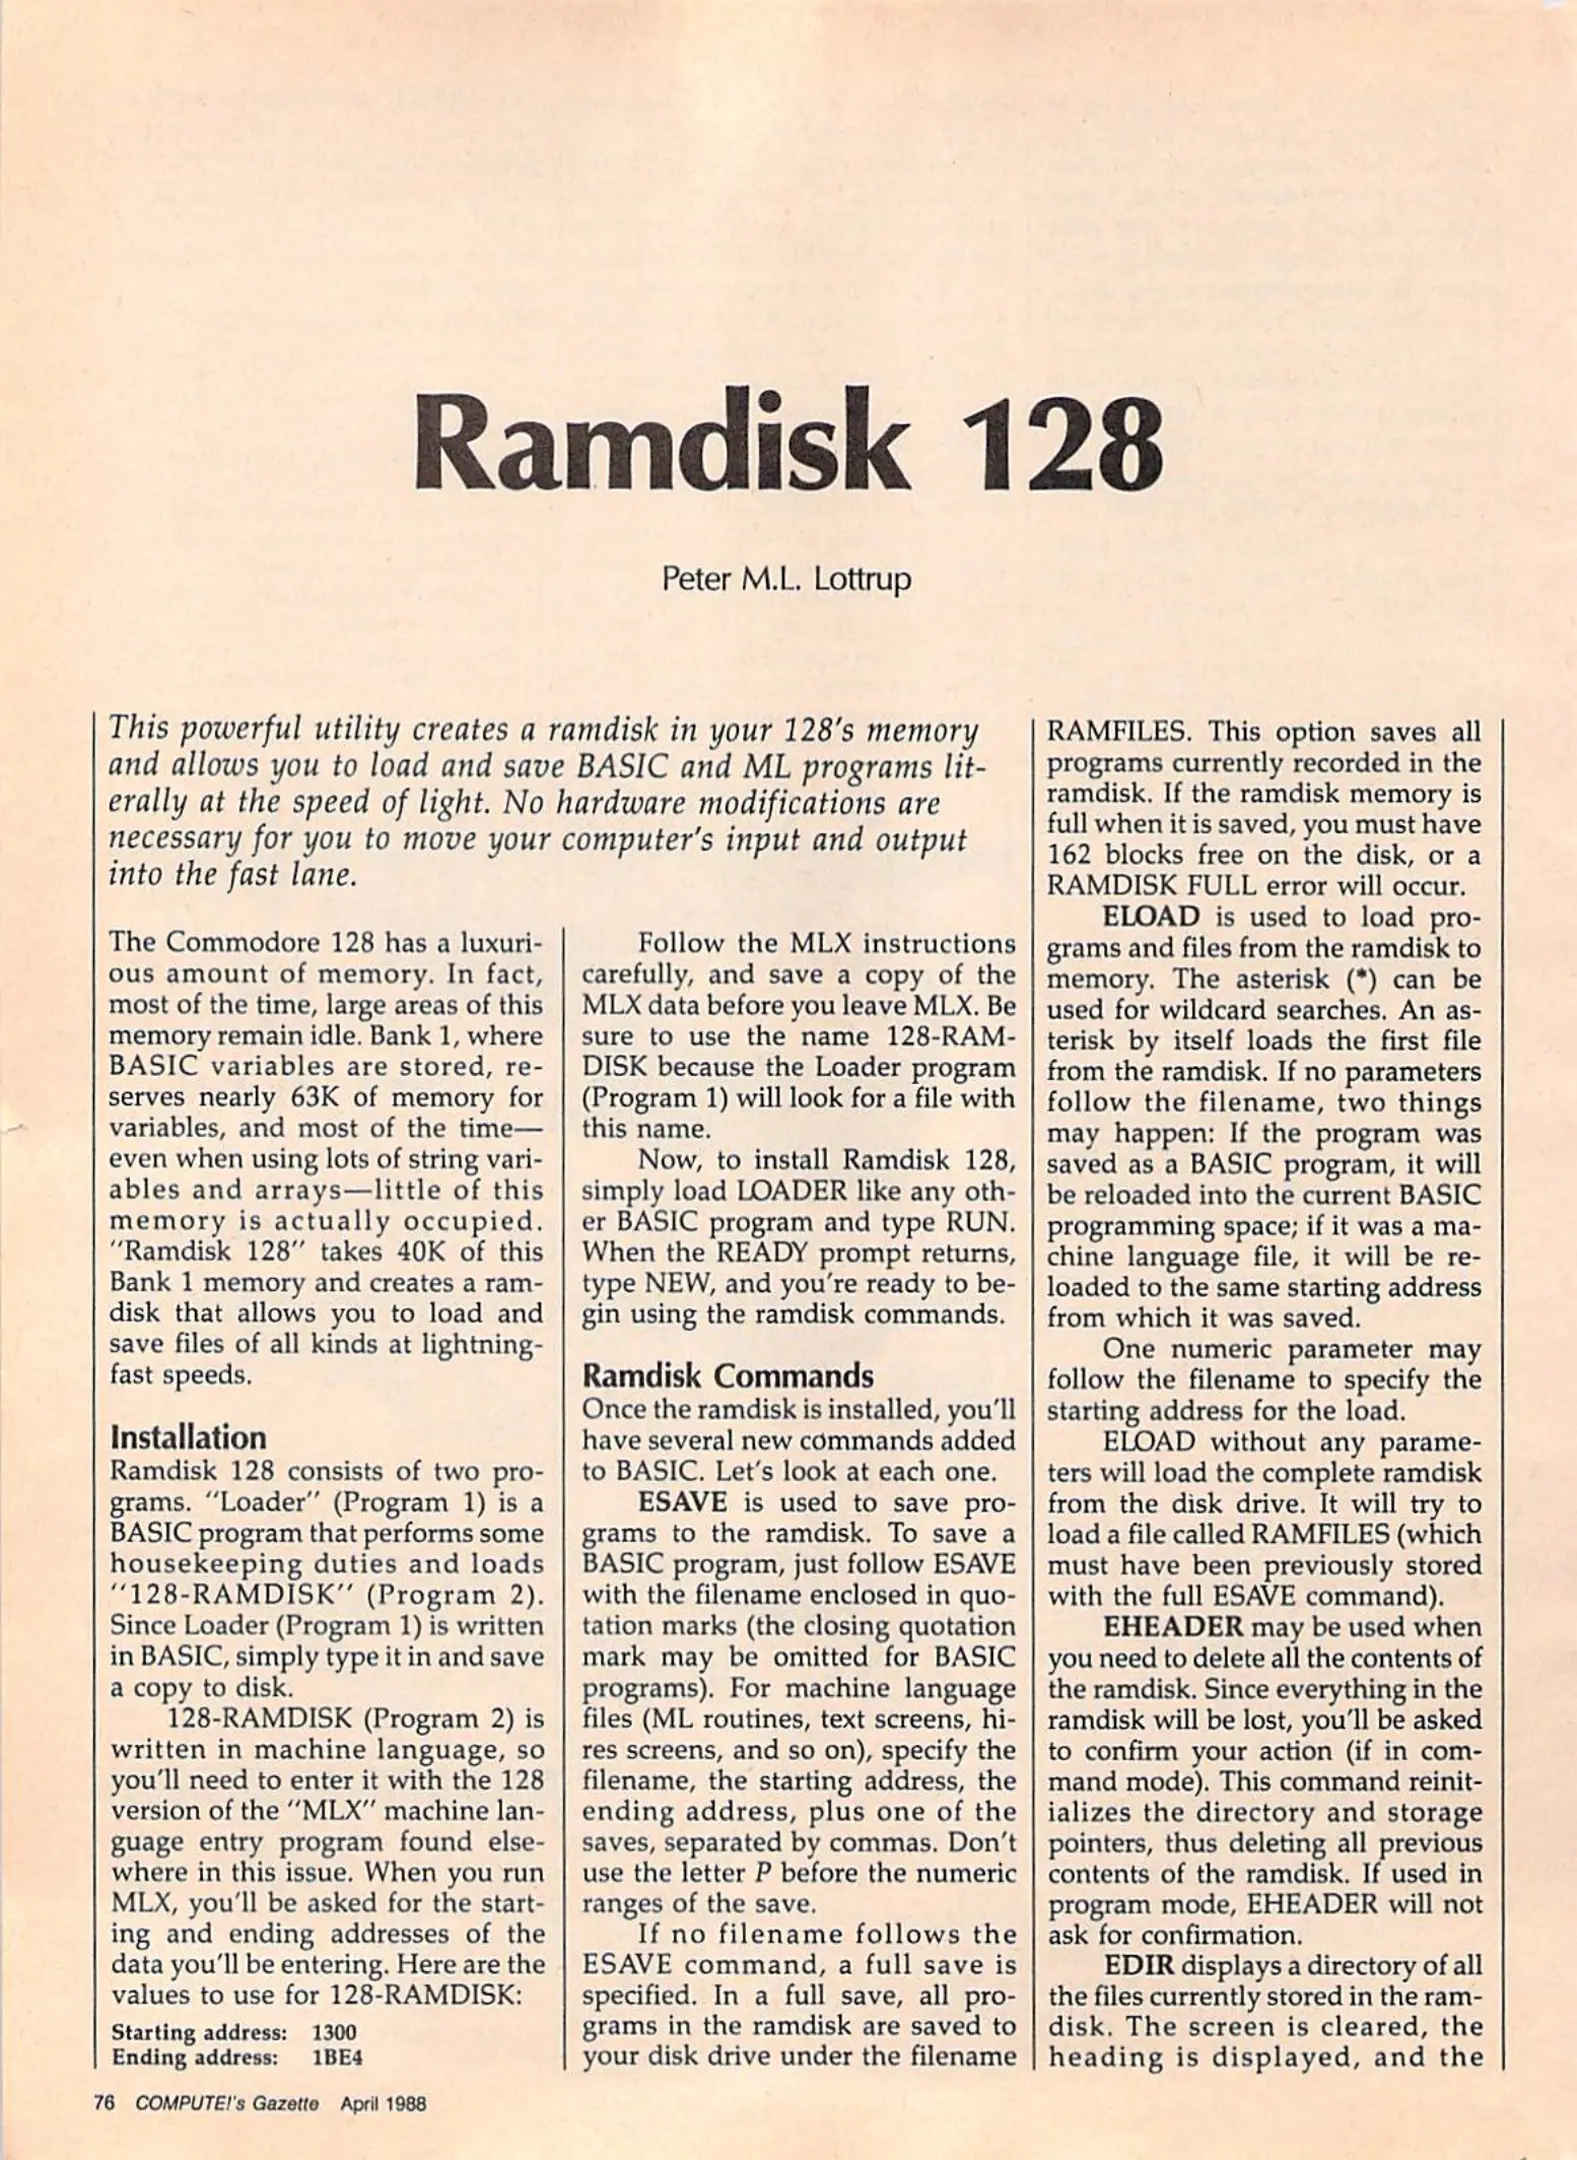 Ramdisk 128
Peter M.L. Lottrup
This powerful utility creates a ramdisk in your 128's memory
and allows you to load and save BASIC and ML programs lit-
erally at the speed of light. No hardware modifications are
necessary for you to move your computer's input and output
into the fast lane.
The Commodore 128 has a luxuri-
ous amount of memory. In fact,
most of the time, large areas of this
memory remain idle. Bank 1, where
BASIC variables are stored, re-
serves nearly 63K of memory for
variables, and most of the time—
even when using lots of string vari-
ables and arrays—little of this
memory is actually occupied.
"Ramdisk 128" takes 40K of this
Bank 1 memory and creates a ram-
disk that allows you to load and
save files of all kinds at lightning-
fast speeds.
Installation
Ramdisk 128 consists of two pro-
grams. "Loader" (Program 1) is a
BASIC program that performs some
housekeeping duties and loads
"128-RAMDISK" (Program 2).
Since Loader (Program 1) is written
in BASIC, simply type it in and save
a copy to disk.
128-RAMDISK (Program 2) is
written in machine language, so
you'll need to enter it with the 128
version of the "MLX" machine lan-
guage entry program found else-
where in this issue. When you run
MLX, you'll be asked for the start-
ing and ending addresses of the
data you'll be entering. Here are the
values to use for 128-RAMDISK:
Starting address: 1300
Ending address: 1BE4
Follow the MLX instructions
carefully, and save a copy of the
MLX data before you leave MLX. Be
sure to use the name 128-RAM-
DISK because the Loader program
(Program 1) will look for a file with
this name.
Now, to install Ramdisk 128,
simply load LOADER like any oth-
er BASIC program and type RUN.
When the READY prompt returns,
type NEW, and you're ready to be-
gin using the ramdisk commands.
Ramdisk Commands
Once the ramdisk is installed, you'll
have several new commands added
to BASIC. Let's look at each one.
ESAVE is used to save pro-
grams to the ramdisk. To save a
BASIC program, just follow ESAVE
with the filename enclosed in quo-
tation marks (the closing quotation
mark may be omitted for BASIC
programs). For machine language
files (ML routines, text screens, hi-
res screens, and so on), specify the
filename, the starting address, the
ending address, plus one of the
saves, separated by commas. Don't
use the letter P before the numeric
ranges of the save.
If no filename follows the
ESAVE command, a full save is
specified. In a full save, all pro-
grams in the ramdisk are saved to
your disk drive under the filename
RAMFILES. This option saves all
programs currently recorded in the
ramdisk. If the ramdisk memory is
full when it is saved, you must have
162 blocks free on the disk, or a
RAMDISK FULL error will occur.
ELOAD is used to load pro-
grams and files from the ramdisk to
memory. The asterisk (*) can be
used for wildcard searches. An as-
terisk by itself loads the first file
from the ramdisk. If no parameters
follow the filename, two things
may happen: If the program was
saved as a BASIC program, it will
be reloaded into the current BASIC
programming space; if it was a ma-
chine language file, it will be re-
loaded to the same starting address
from which it was saved.
One numeric parameter may
follow the filename to specify the
starting address for the load.
ELOAD without any parame-
ters will load the complete ramdisk
from the disk drive. It will try to
load a file called RAMFILES (which
must have been previously stored
with the full ESAVE command).
EHEADER may be used when
you need to delete all the contents of
the ramdisk. Since everything in the
ramdisk will be lost, you'll be asked
to confirm your action (if in com-
mand mode). This command reinit-
ializes the directory and storage
pointers, thus deleting all previous
contents of the ramdisk. If used in
program mode, EHEADER will not
ask for confirmation.
EDIR displays a directory of all
the files currently stored in the ram-
disk. The screen is cleared, the
heading is displayed, and the
76 COMPUTE!'s Gazette April 1988